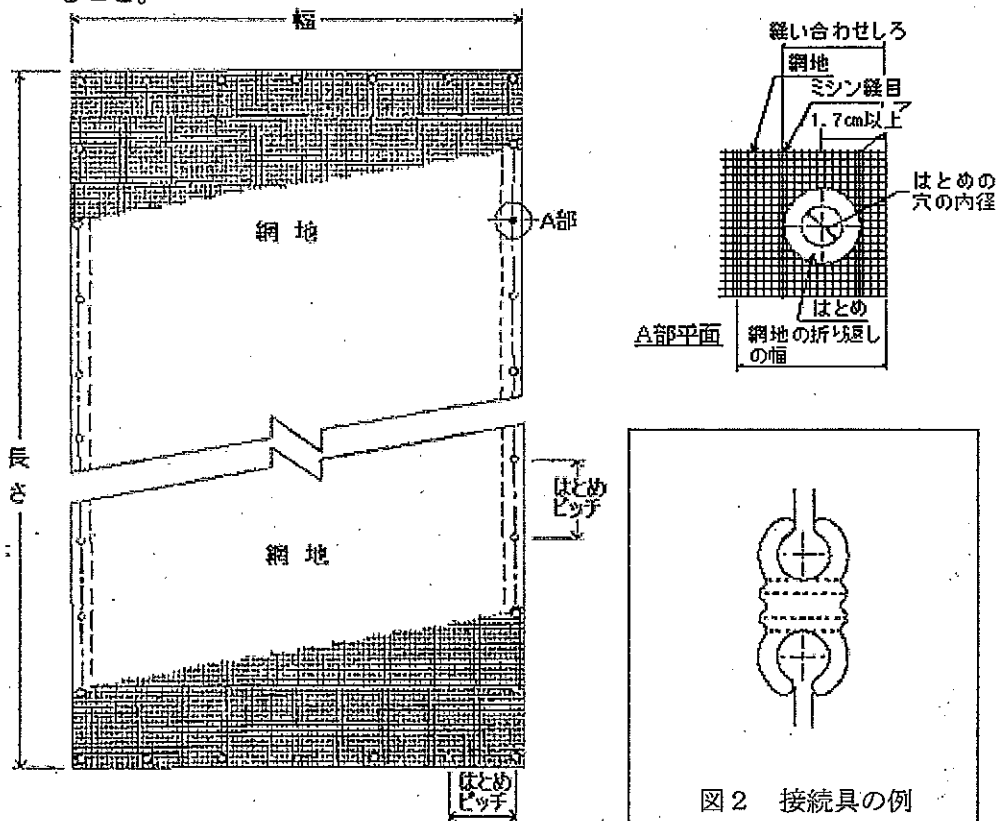 幅
網 地
A部
長
さ
はとめ
ピッチ
網 地
はとめ
ピッチ
縫い合わせしろ
網地
ミシン縫目
1.7cm以上
はとめの
穴の内径
はとめ
A部平面
網地の折り返し
の幅
図2 接続具の例